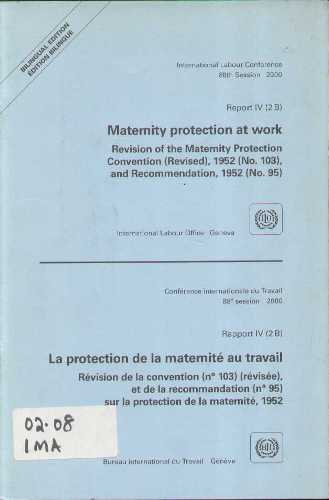 BILINGUAL EDITION
EDITION BILINGUE
International Labour Conference
88th Session 2000
Report IV (2 B)
Maternity protection at work
Revision of the Maternity Protection
Convention (Revised), 1952 (No. 103),
and Recommendation, 1952 (No. 95)
International Labour Office Geneva
Conférence internationale du Travail
88e session 2000
Rapport IV (2 B)
La protection de la maternité au travail
Révision de la convention (n° 103) (révisée),
et de la recommandation (n° 95)
sur la protection de la maternité, 1952
02.08
IMA
Bureau international du Travail Genève